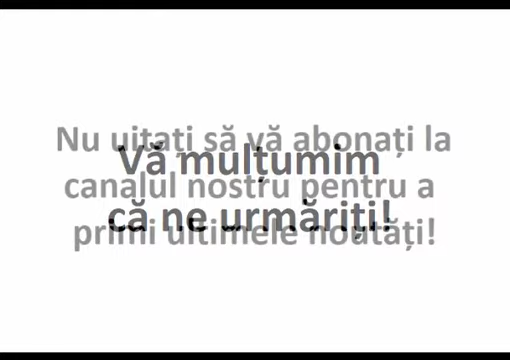 Nu uitați să vă abonați la
canalul nostru pentru a
primi ultimele noutăți!
Vă mulțumim
că ne urmăriți!